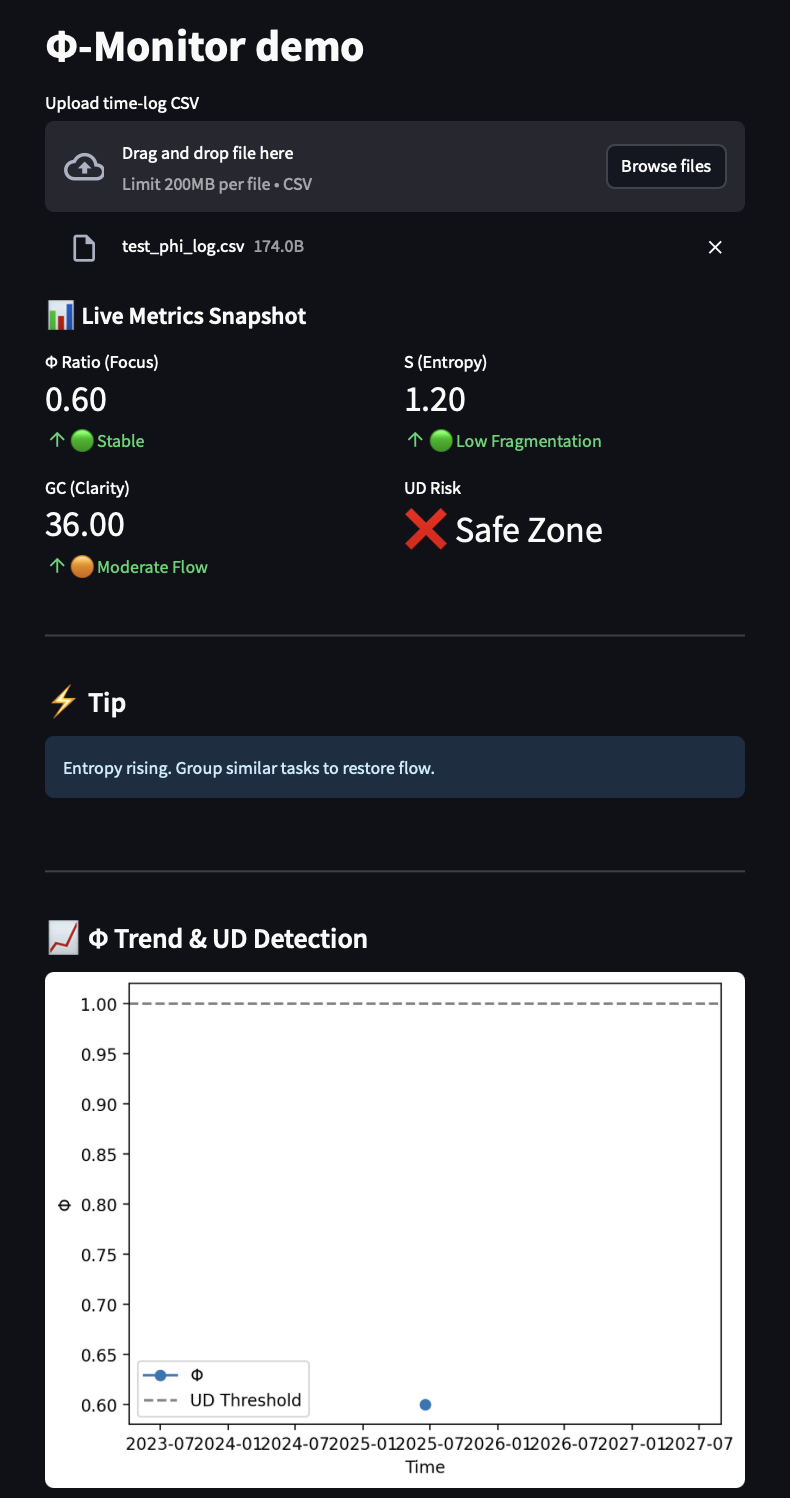 Φ-Monitor demo
Upload time-log CSV
Drag and drop file here
Limit 200MB per file • CSV
Browse files
test_phi_log.csv 174.0B
📊 Live Metrics Snapshot
Φ Ratio (Focus)
0.60
↑ 🟢 Stable
S (Entropy)
1.20
↑ 🟢 Low Fragmentation
GC (Clarity)
36.00
↑ 🟠 Moderate Flow
UD Risk
❌ Safe Zone
⚡ Tip
Entropy rising. Group similar tasks to restore flow.
📈 Φ Trend & UD Detection
1.00
0.95
0.90
0.85
0.80
0.75
0.70
0.65
0.60
Φ
Φ
UD Threshold
2023-07 2024-01 2024-07 2025-01 2025-07 2026-01 2026-07 2027-01 2027-07
Time